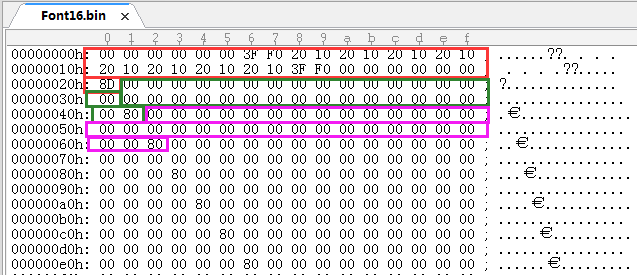 Font16.bin ×
0 1 2 3 4 5 6 7 8 9 a b c d e f
00000000h: 00 00 00 00 00 00 3F F0 20 10 20 10 20 10 20 10 ; ......??. . . .
00000010h: 20 10 20 10 20 10 20 10 3F F0 00 00 00 00 00 00 ; . . . .??......
00000020h: 8D 00 00 00 00 00 00 00 00 00 00 00 00 00 00 00 ; ?...............
00000030h: 00 00 00 00 00 00 00 00 00 00 00 00 00 00 00 00 ; ................
00000040h: 00 80 00 00 00 00 00 00 00 00 00 00 00 00 00 00 ; .€..............
00000050h: 00 00 00 00 00 00 00 00 00 00 00 00 00 00 00 00 ; ................
00000060h: 00 00 80 00 00 00 00 00 00 00 00 00 00 00 00 00 ; ..€.............
00000070h: 00 00 00 00 00 00 00 00 00 00 00 00 00 00 00 00 ; ................
00000080h: 00 00 00 80 00 00 00 00 00 00 00 00 00 00 00 00 ; ...€............
00000090h: 00 00 00 00 00 00 00 00 00 00 00 00 00 00 00 00 ; ................
000000a0h: 00 00 00 00 80 00 00 00 00 00 00 00 00 00 00 00 ; ....€...........
000000b0h: 00 00 00 00 00 00 00 00 00 00 00 00 00 00 00 00 ; ................
000000c0h: 00 00 00 00 00 80 00 00 00 00 00 00 00 00 00 00 ; .....€..........
000000d0h: 00 00 00 00 00 00 00 00 00 00 00 00 00 00 00 00 ; ................
000000e0h: 00 00 00 00 00 00 80 00 00 00 00 00 00 00 00 00 ; ......€.........